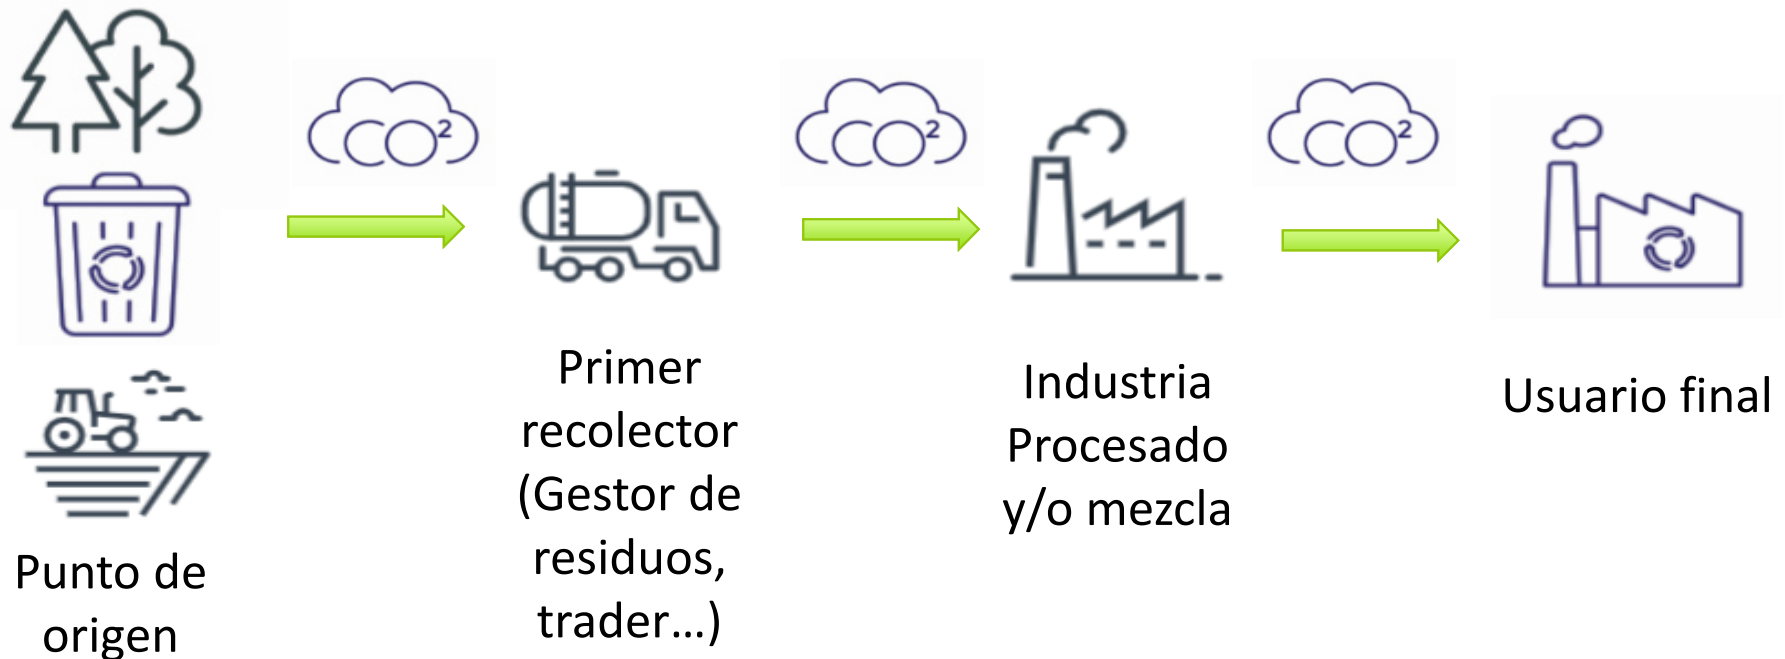 CO²
CO²
CO²
Punto de
origen
Primer
recolector
(Gestor de
residuos,
trader...)
Industria
Procesado
y/o mezcla
Usuario final